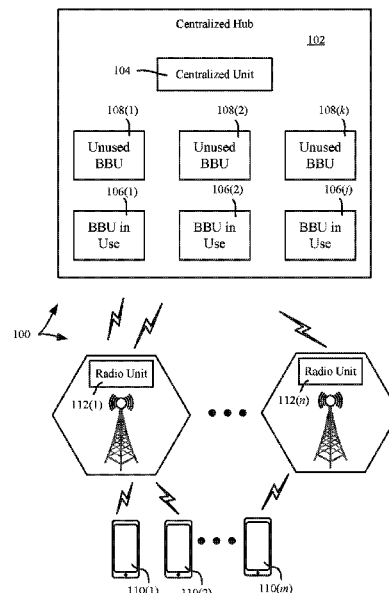 Centralized Hub
102
104
Centralized Unit
108(1)
108(2)
108(k)
Unused BBU
Unused BBU
Unused BBU
106(1)
106(2)
106(j)
BBU in Use
BBU in Use
BBU in Use
100
Radio Unit
Radio Unit
112(1)
112(n)
110(1)
110(2)
110(m)